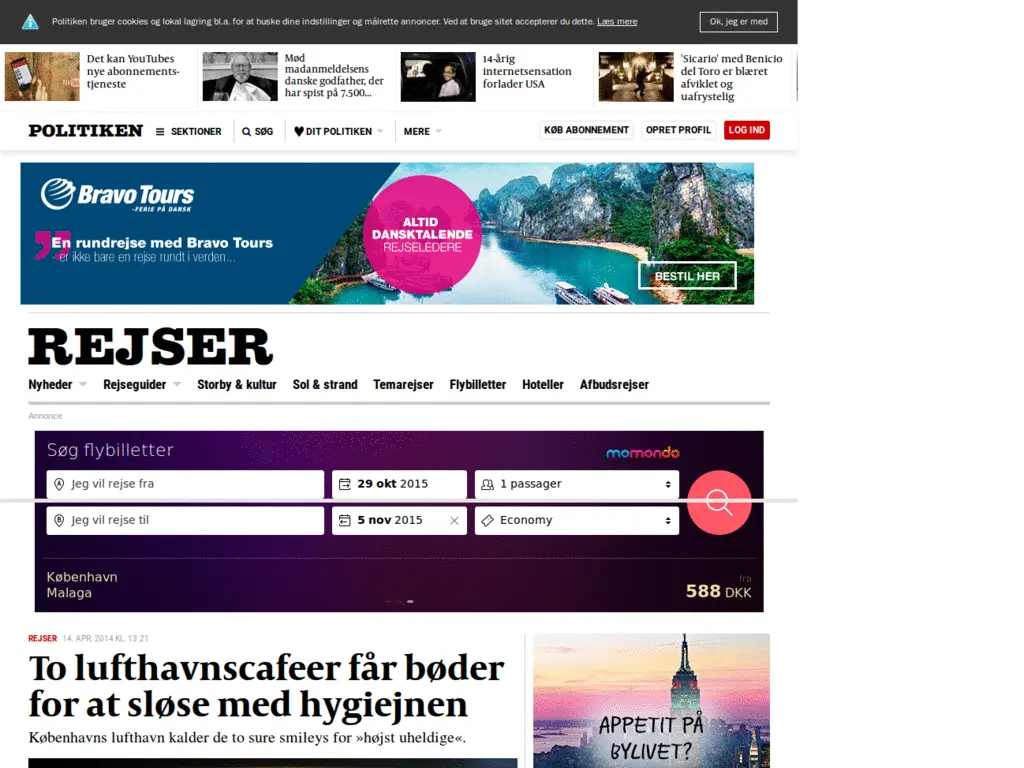 Politiken bruger cookies og lokal lagring bl.a. for at huske dine indstillinger og målrette annoncer. Ved at bruge sitet accepterer du dette. Læs mere
Ok, jeg er med
Det kan YouTubes
nye abonnements-
tjeneste
Mød
madanmeldelsens
danske godfather, der
har spist på 7.500...
14-årig
internetsensation
forlader USA
'Sicario' med Benicio
del Toro er blæret
afviklet og
uafrystelig
POLITIKEN
SEKTIONER
SØG
DIT POLITIKEN
MERE
KØB ABONNEMENT
OPRET PROFIL
LOG IND
Bravo Tours
- FERIE PÅ DANSK
En rundrejse med Bravo Tours
- er ikke bare en rejse rundt i verden...
ALTID
DANSKTALENDE
REJSELEDERE
BESTIL HER
REJSER
Nyheder
Rejseguider
Storby & kultur
Sol & strand
Temarejser
Flybilletter
Hoteller
Afbudsrejser
Annonce
Søg flybilletter
momondo
A Jeg vil rejse fra
29 okt 2015
1 passager
B Jeg vil rejse til
5 nov 2015
Economy
København
Malaga
fra
588 DKK
REJSER 14. APR. 2014 KL. 13.21
To lufthavnscafeer får bøder
for at sløse med hygiejnen
Københavns lufthavn kalder de to sure smileys for »højst uheldige«.
APPETIT PÅ
BYLIVET?